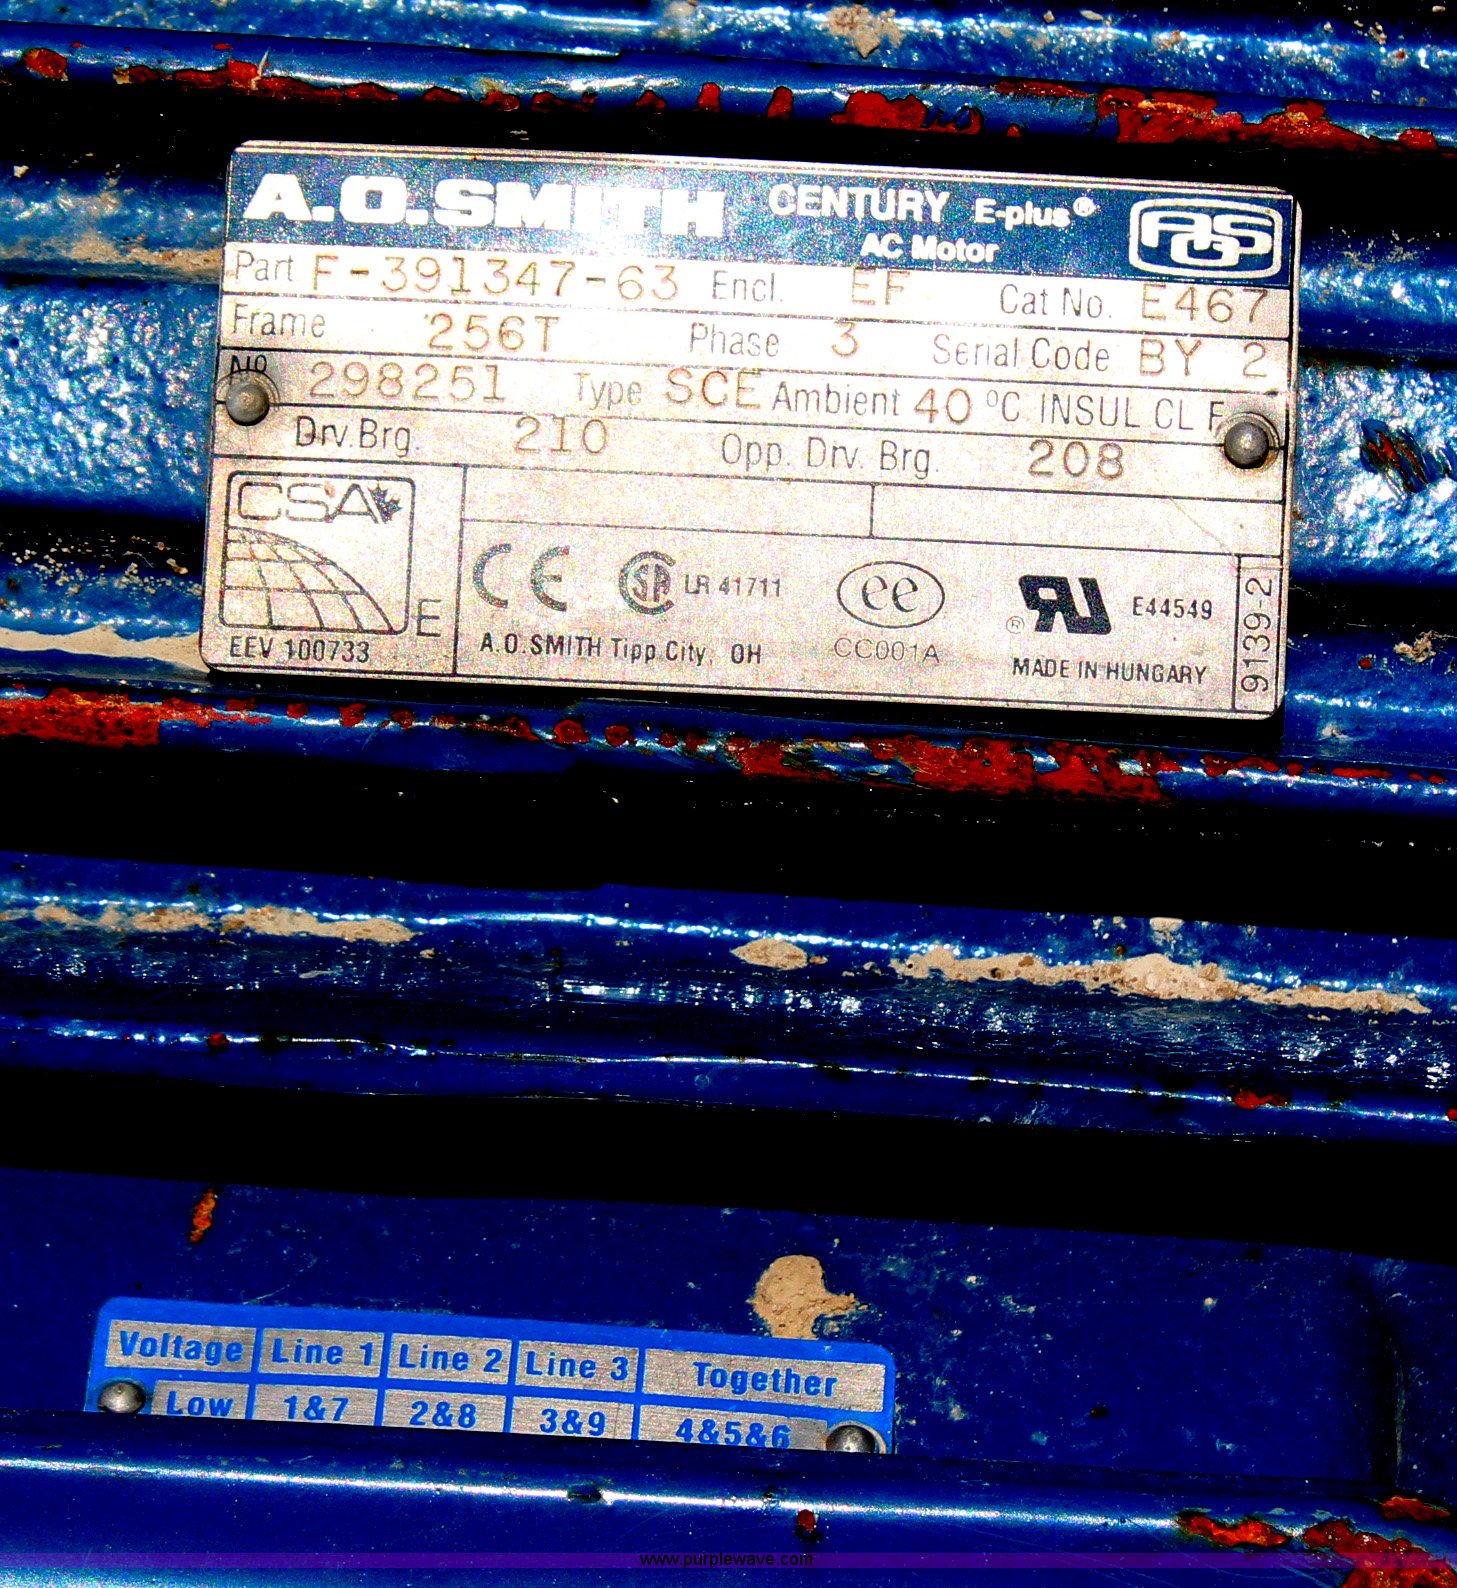 A.O.SMITH CENTURY E-plus® AC Motor AOS
Part F-391347-63 Encl. EF Cat No. E467
Frame 256T Phase 3 Serial Code BY 2
No 298251 Type SCE Ambient 40 °C INSUL CL F
Drv. Brg. 210 Opp. Drv. Brg. 208
CSA
E
EEV 100733
CE SA LR 41711 ee ® RU E44549
A.O.SMITH Tipp City, OH CC001A MADE IN HUNGARY
9139-2
Voltage Line 1 Line 2 Line 3 Together
Low 1&7 2&8 3&9 4&5&6
www.purplewave.com